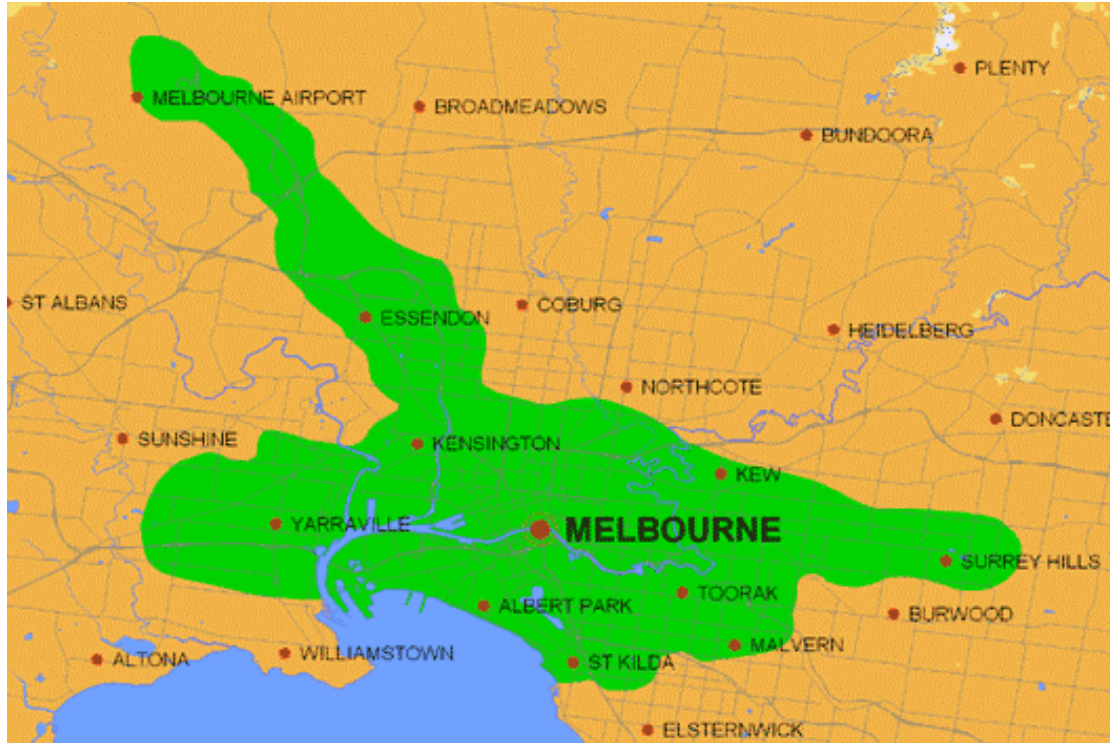 PLENTY
MELBOURNE AIRPORT
BROADMEADOWS
BUNDOORA
ST ALBANS
COBURG
ESSENDON
HEIDELBERG
NORTHCOTE
DONCASTE
SUNSHINE
KENSINGTON
KEW
YARRAVILLE
MELBOURNE
SURREY HILLS
TOORAK
ALBERT PARK
BURWOOD
MALVERN
WILLIAMSTOWN
ALTONA
ST KILDA
ELSTERNWICK